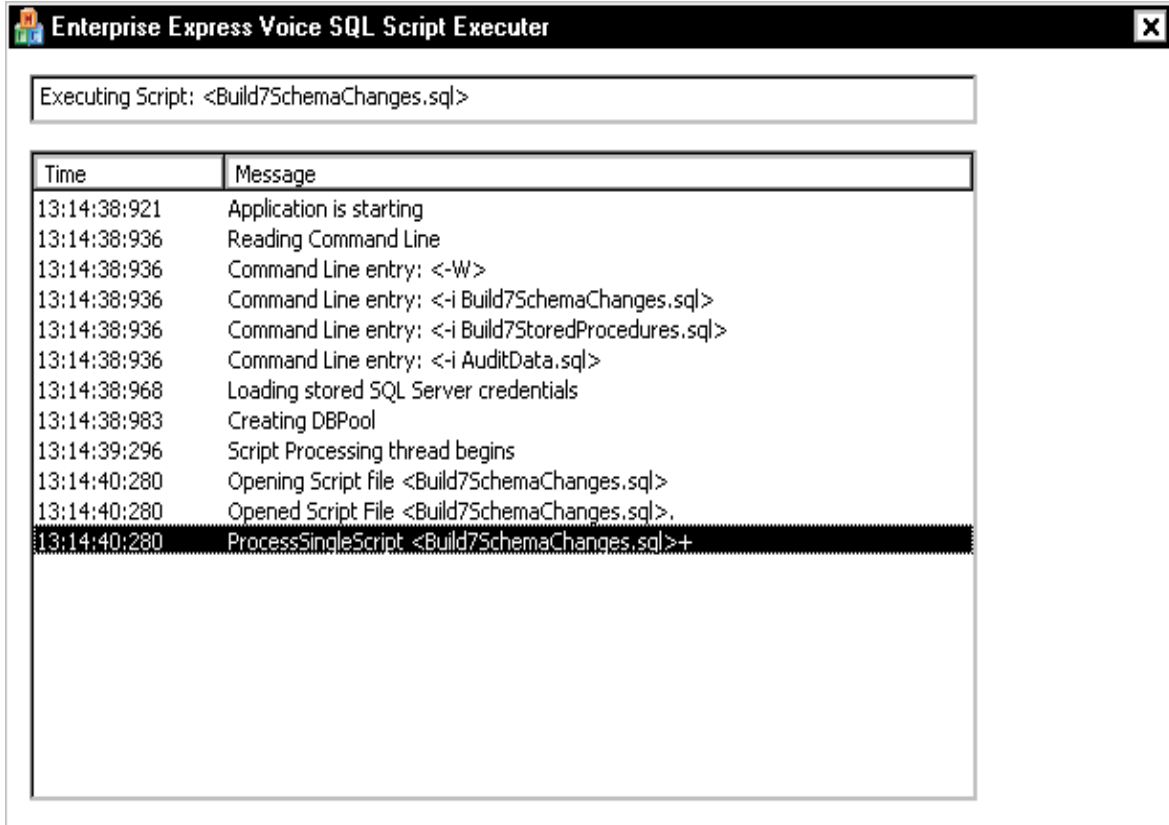 Enterprise Express Voice SQL Script Executer
Executing Script: <Build7SchemaChanges.sql>
Time Message
13:14:38:921 Application is starting
13:14:38:936 Reading Command Line
13:14:38:936 Command Line entry: <-W>
13:14:38:936 Command Line entry: <-i Build7SchemaChanges.sql>
13:14:38:936 Command Line entry: <-i Build7StoredProcedures.sql>
13:14:38:936 Command Line entry: <-i AuditData.sql>
13:14:38:968 Loading stored SQL Server credentials
13:14:38:983 Creating DBPool
13:14:39:296 Script Processing thread begins
13:14:40:280 Opening Script file <Build7SchemaChanges.sql>
13:14:40:280 Opened Script File <Build7SchemaChanges.sql>.
13:14:40:280 ProcessSingleScript <Build7SchemaChanges.sql>+